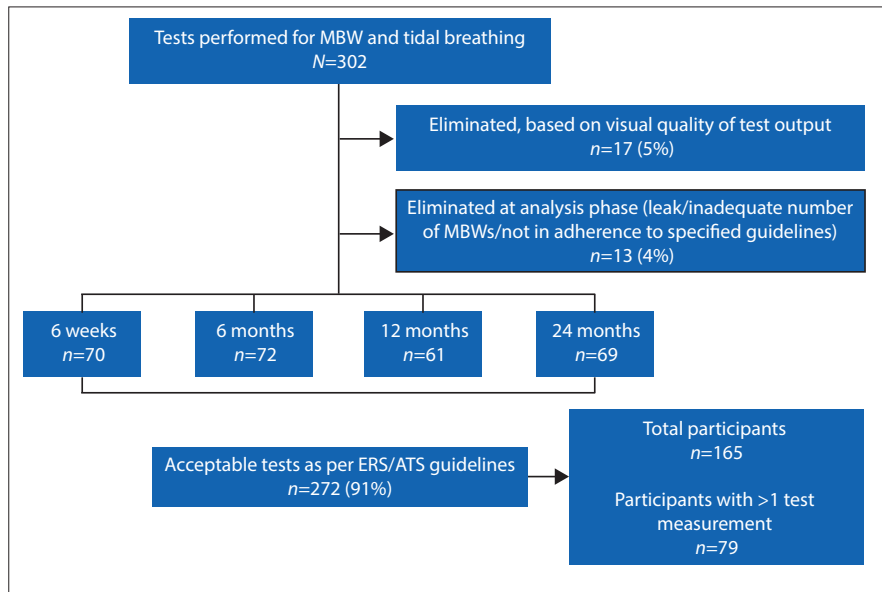 Tests performed for MBW and tidal breathing
N=302
Eliminated, based on visual quality of test output
n=17 (5%)
Eliminated at analysis phase (leak/inadequate number
of MBWs/not in adherence to specified guidelines)
n=13 (4%)
6 weeks
n=70
6 months
n=72
12 months
n=61
24 months
n=69
Acceptable tests as per ERS/ATS guidelines
n=272 (91%)
Total participants
n=165
Participants with >1 test
measurement
n=79